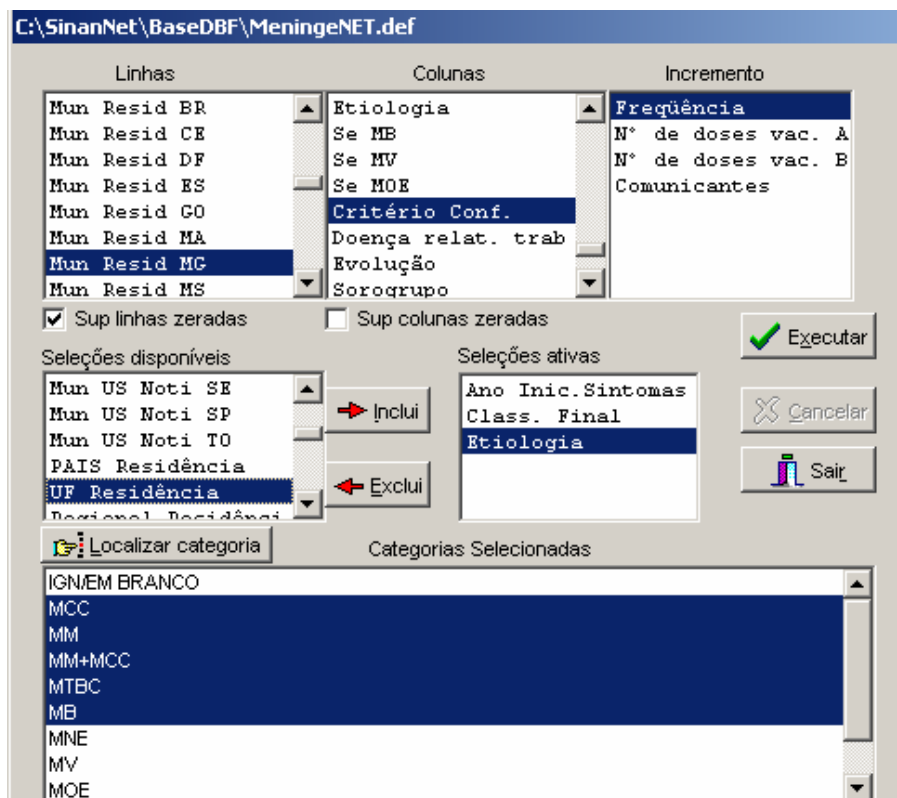 C:\SinanNet\BaseDBF\MeningeNET.def
Linhas
Colunas
Incremento
Mun Resid BR
Mun Resid CE
Mun Resid DF
Mun Resid ES
Mun Resid GO
Mun Resid MA
Mun Resid MG
Mun Resid MS
Etiologia
Se MB
Se MV
Se MOE
Critério Conf.
Doença relat. trab
Evolução
Sorogrupo
Freqüência
N° de doses vac. A
N° de doses vac. B
Comunicantes
Sup linhas zeradas
Sup colunas zeradas
Executar
Seleções disponíveis
Seleções ativas
Mun US Noti SE
Mun US Noti SP
Mun US Noti TO
PAIS Residência
UF Residência
Regional Residênci
Inclui
Exclui
Ano Inic.Sintomas
Class. Final
Etiologia
Cancelar
Sair
Localizar categoria
Categorias Selecionadas
IGN/EM BRANCO
MCC
MM
MM+MCC
MTBC
MB
MNE
MV
MOE